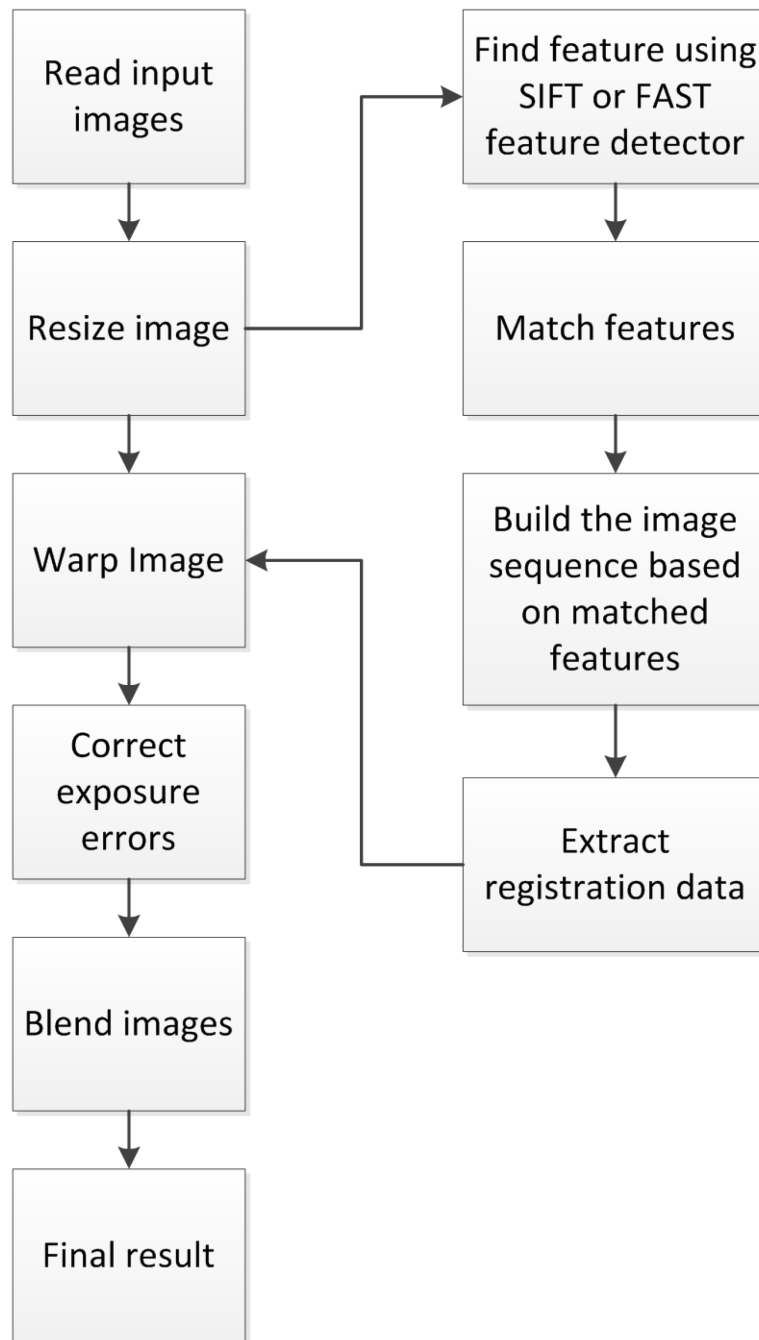 Read input
images
Resize image
Warp Image
Correct
exposure
errors
Blend images
Final result
Find feature using
SIFT or FAST
feature detector
Match features
Build the image
sequence based
on matched
features
Extract
registration data